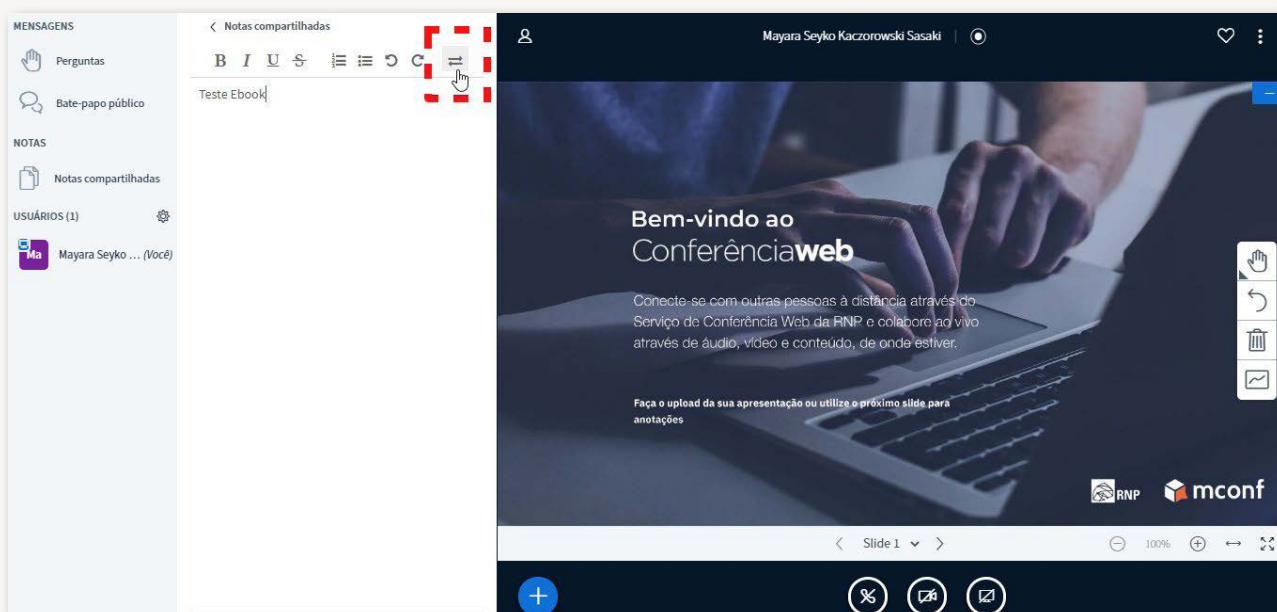 MENSAGENS
Perguntas
Bate-papo público
NOTAS
Notas compartilhadas
USUÁRIOS (1)
Ma
Mayara Seyko ... (Você)
Notas compartilhadas
B I U S
Teste Ebook
Mayara Seyko Kaczorowski Sasaki
Bem-vindo ao
Conferênciaweb
Conecte-se com outras pessoas à distância através do
Serviço de Conferência Web da RNP e colabore ao vivo
através de áudio, vídeo e conteúdo, de onde estiver.
Faça o upload da sua apresentação ou utilize o próximo slide para
anotações
RNP mconf
Slide 1
100%